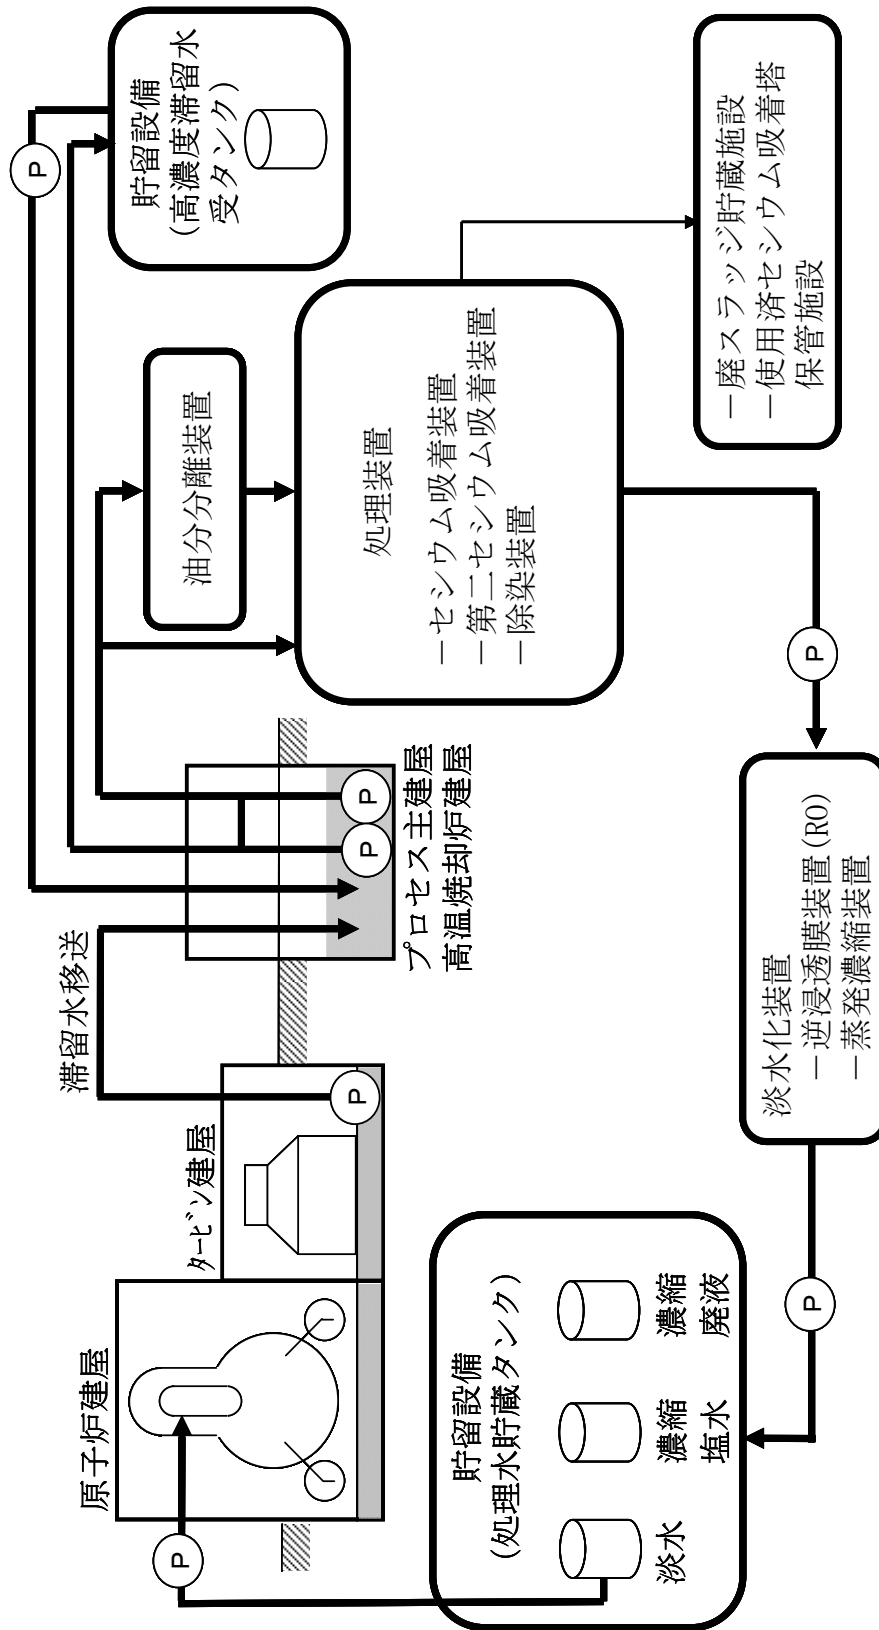 原子炉建屋
P
タービン建屋
滞留水移送
P
プロセス主建屋
高温焼却炉建屋
P
P
P
貯留設備
(高濃度滞留水
受タンク)
油分分離装置
処理装置
－セシウム吸着装置
－第二セシウム吸着装置
－除染装置
－廃スラッジ貯蔵施設
－使用済セシウム吸着塔
保管施設
P
淡水化装置
－逆浸透膜装置(RO)
－蒸発濃縮装置
P
貯留設備
(処理水貯蔵タンク)
淡水
濃縮
塩水
濃縮
廃液